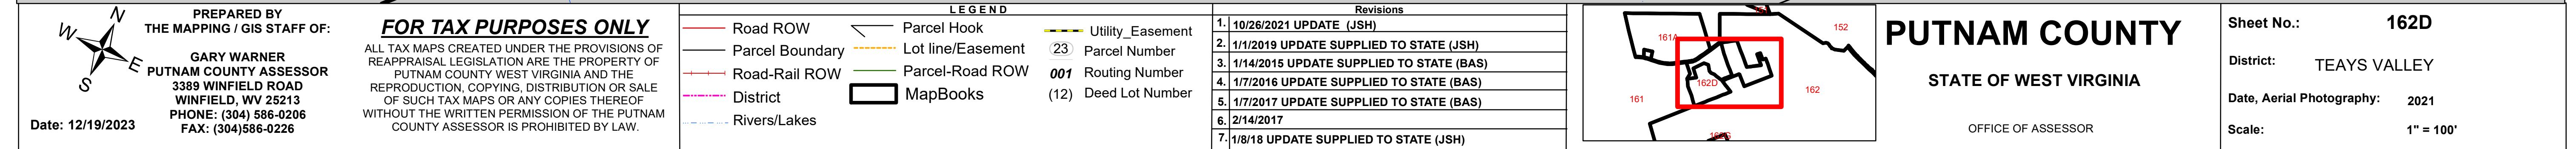 N
W
E
S
Date: 12/19/2023
PREPARED BY
THE MAPPING / GIS STAFF OF:
GARY WARNER
PUTNAM COUNTY ASSESSOR
3389 WINFIELD ROAD
WINFIELD, WV 25213
PHONE: (304) 586-0206
FAX: (304)586-0226
FOR TAX PURPOSES ONLY
ALL TAX MAPS CREATED UNDER THE PROVISIONS OF
REAPPRAISAL LEGISLATION ARE THE PROPERTY OF
PUTNAM COUNTY WEST VIRGINIA AND THE
REPRODUCTION, COPYING, DISTRIBUTION OR SALE
OF SUCH TAX MAPS OR ANY COPIES THEREOF
WITHOUT THE WRITTEN PERMISSION OF THE PUTNAM
COUNTY ASSESSOR IS PROHIBITED BY LAW.
LEGEND
Road ROW
Parcel Boundary
Road-Rail ROW
District
Rivers/Lakes
Parcel Hook
Lot line/Easement
Parcel-Road ROW
MapBooks
Utility_Easement
23 Parcel Number
001 Routing Number
(12) Deed Lot Number
Revisions
1. 10/26/2021 UPDATE (JSH)
2. 1/1/2019 UPDATE SUPPLIED TO STATE (JSH)
3. 1/14/2015 UPDATE SUPPLIED TO STATE (BAS)
4. 1/7/2016 UPDATE SUPPLIED TO STATE (BAS)
5. 1/7/2017 UPDATE SUPPLIED TO STATE (BAS)
6. 2/14/2017
7. 1/8/18 UPDATE SUPPLIED TO STATE (JSH)
152
161A
162D
161
162
PUTNAM COUNTY
STATE OF WEST VIRGINIA
OFFICE OF ASSESSOR
Sheet No.: 162D
District: TEAYS VALLEY
Date, Aerial Photography: 2021
Scale: 1" = 100'